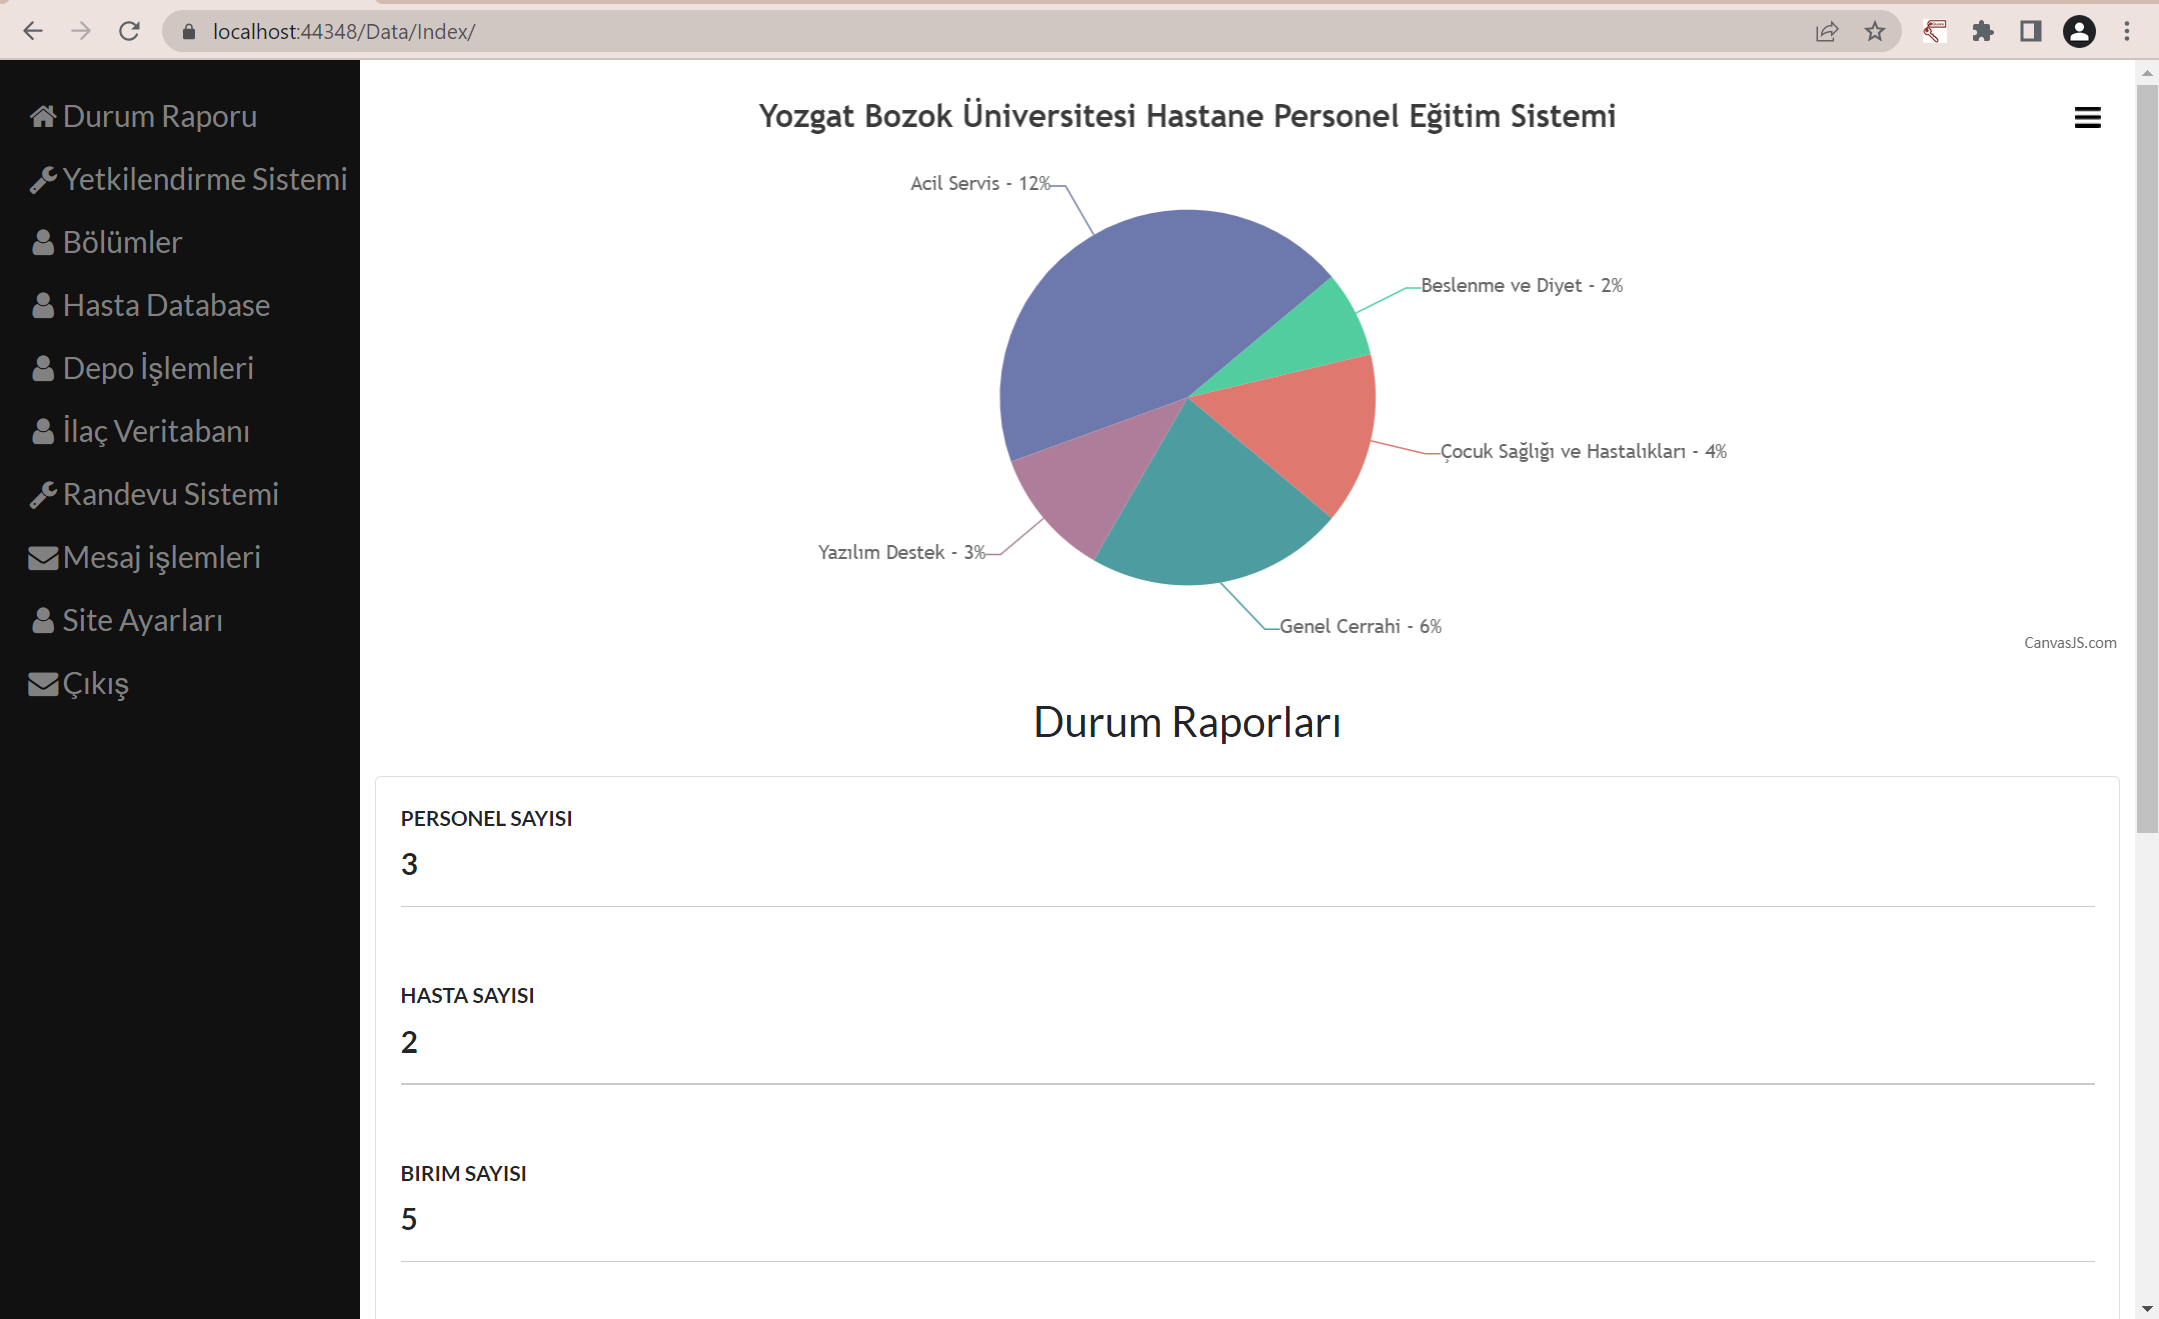 localhost:44348/Data/Index/
Durum Raporu
Yetkilendirme Sistemi
Bölümler
Hasta Database
Depo İşlemleri
İlaç Veritabanı
Randevu Sistemi
Mesaj işlemleri
Site Ayarları
Çıkış
Yozgat Bozok Üniversitesi Hastane Personel Eğitim Sistemi
Acil Servis - 12%
Beslenme ve Diyet - 2%
Çocuk Sağlığı ve Hastalıkları - 4%
Yazılım Destek - 3%
Genel Cerrahi - 6%
CanvasJS.com
Durum Raporları
PERSONEL SAYISI
3
HASTA SAYISI
2
BIRIM SAYISI
5